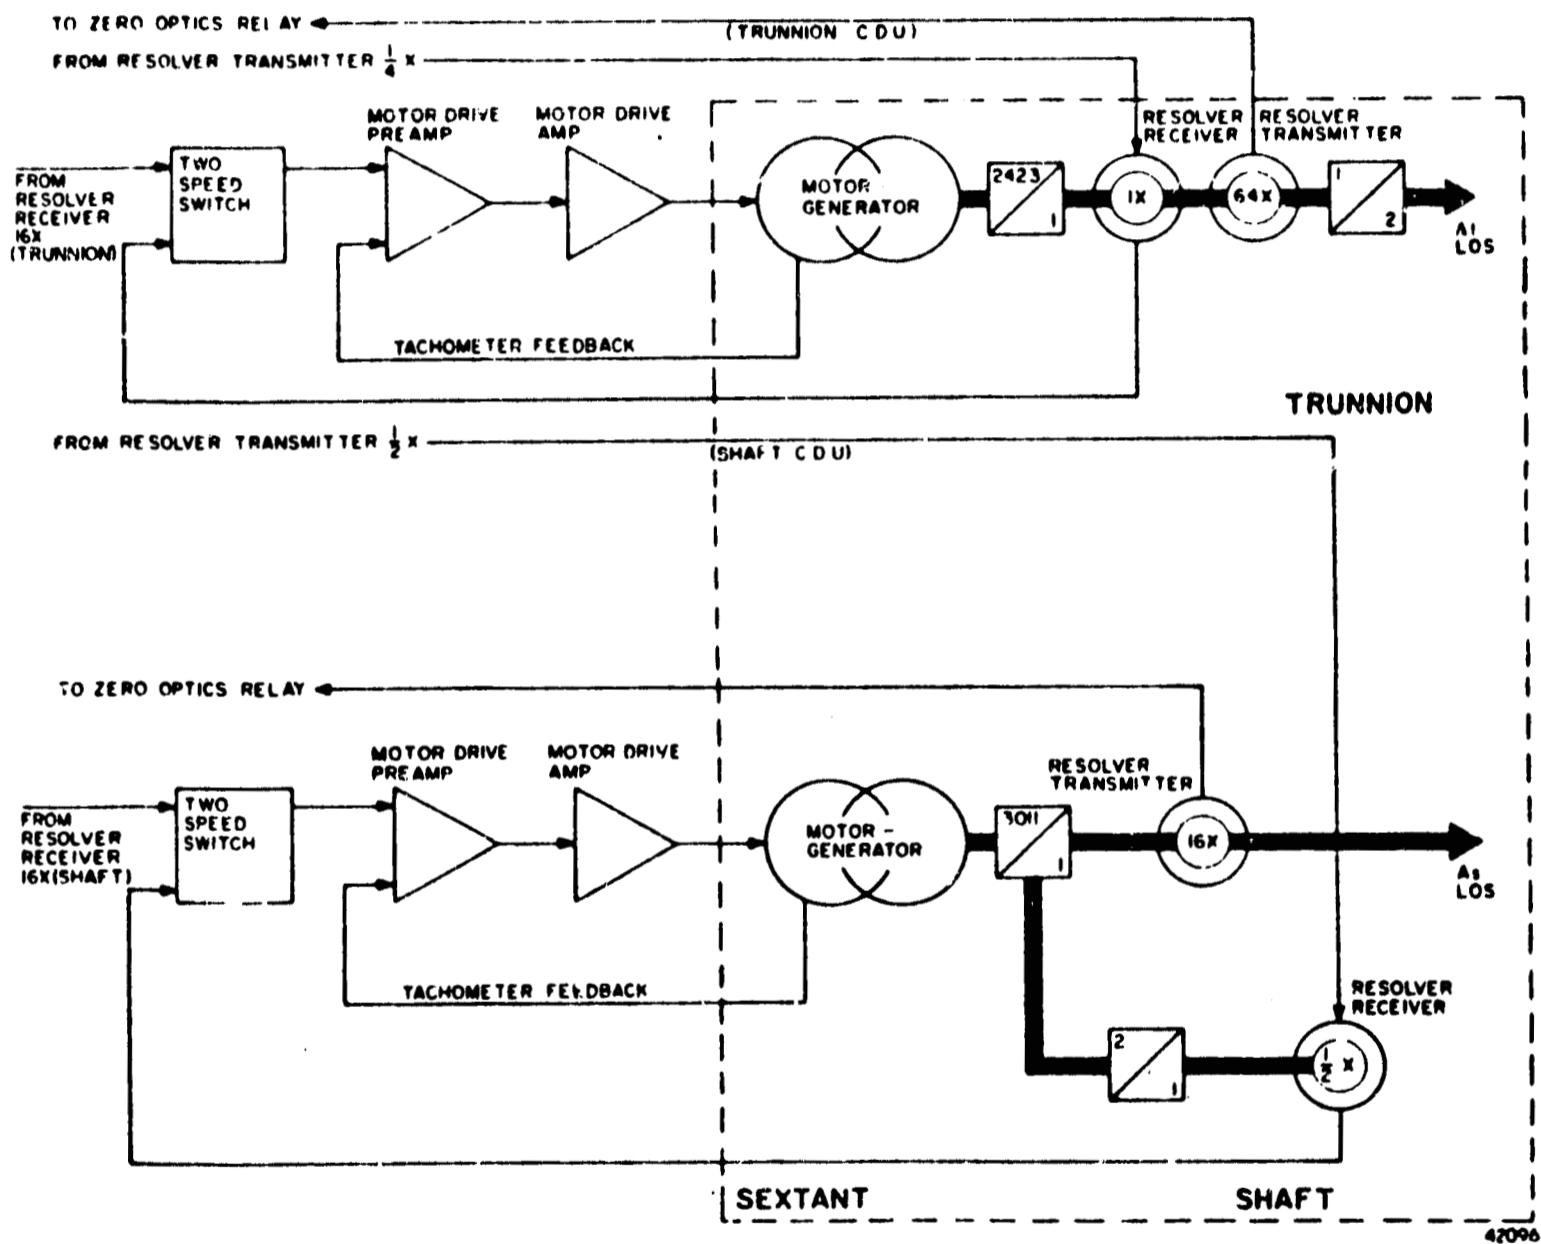 TO ZERO OPTICS RELAY
(TRUNNION CDU)
FROM RESOLVER TRANSMITTER 1/4 X
MOTOR DRIVE
PREAMP
MOTOR DRIVE
AMP
RESOLVER
RECEIVER
RESOLVER
TRANSMITTER
FROM
RESOLVER
RECEIVER
16X
(TRUNNION)
TWO
SPEED
SWITCH
MOTOR
GENERATOR
2423
1
1X
64X
1
2
At
LOS
TACHOMETER FEEDBACK
TRUNNION
FROM RESOLVER TRANSMITTER 1/2 X
(SHAFT CDU)
TO ZERO OPTICS RELAY
MOTOR DRIVE
PREAMP
MOTOR DRIVE
AMP
RESOLVER
TRANSMITTER
FROM
RESOLVER
RECEIVER
16X(SHAFT)
TWO
SPEED
SWITCH
MOTOR -
GENERATOR
3011
1
16X
As
LOS
TACHOMETER FEEDBACK
RESOLVER
RECEIVER
2
1
1/2 X
SEXTANT
SHAFT
42096